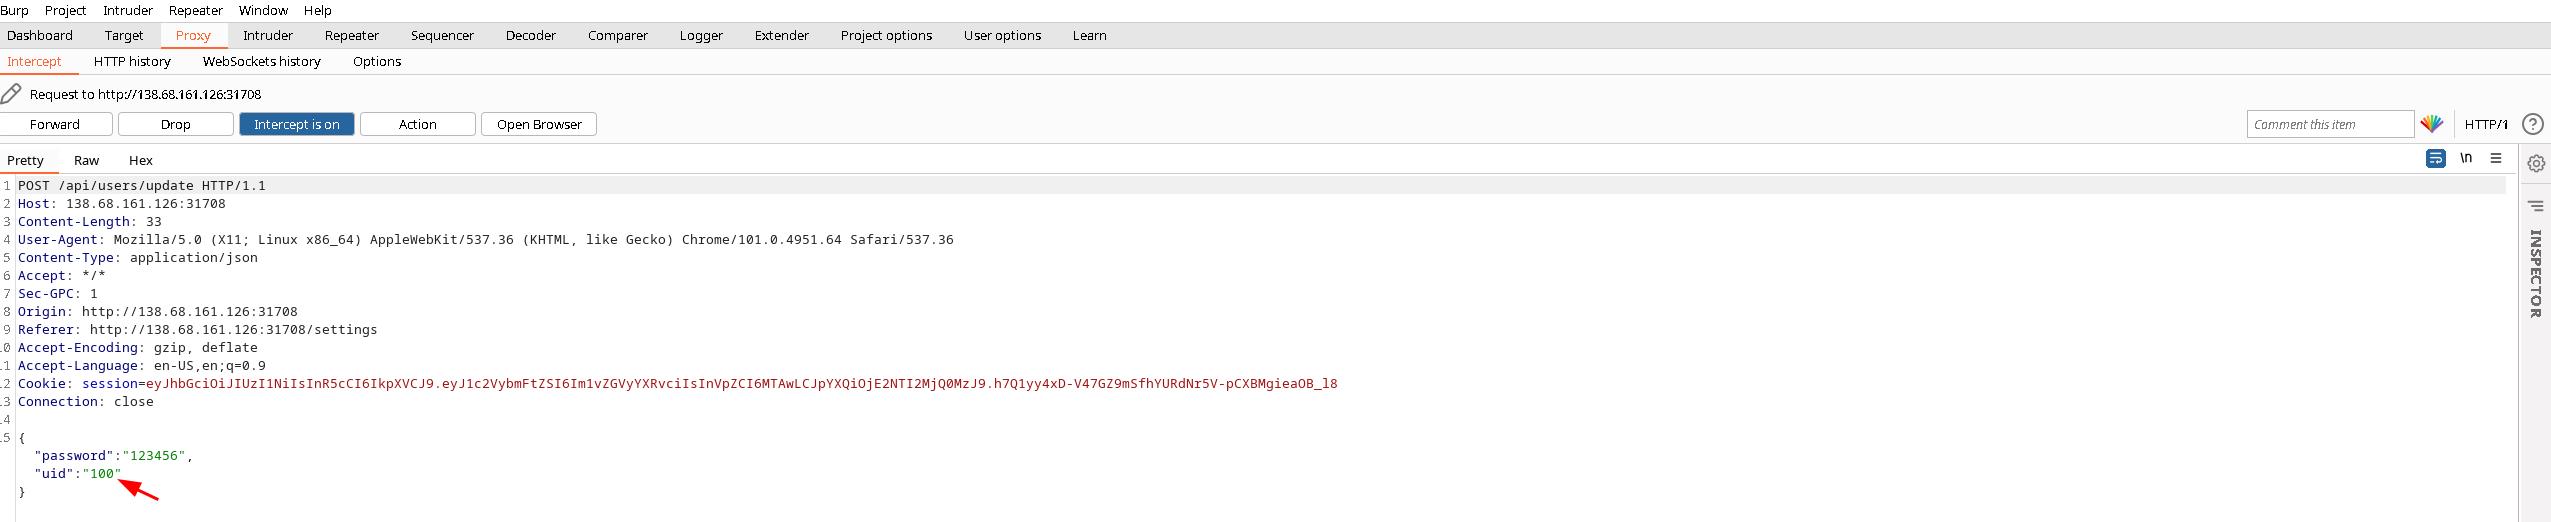 Burp Project Intruder Repeater Window Help
Dashboard Target Proxy Intruder Repeater Sequencer Decoder Comparer Logger Extender Project options User options Learn
Intercept HTTP history WebSockets history Options
Request to http://138.68.161.126:31708
Forward Drop Intercept is on Action Open Browser Comment this item HTTP/1 ?
Pretty Raw Hex \n
INSPECTOR
1 POST /api/users/update HTTP/1.1
2 Host: 138.68.161.126:31708
3 Content-Length: 33
4 User-Agent: Mozilla/5.0 (X11; Linux x86_64) AppleWebKit/537.36 (KHTML, like Gecko) Chrome/101.0.4951.64 Safari/537.36
5 Content-Type: application/json
6 Accept: */*
7 Sec-GPC: 1
8 Origin: http://138.68.161.126:31708
9 Referer: http://138.68.161.126:31708/settings
10 Accept-Encoding: gzip, deflate
11 Accept-Language: en-US,en;q=0.9
12 Cookie: session=eyJhbGciOiJIUzI1NiIsInR5cCI6IkpXVCJ9.eyJ1c2VybmFtZSI6Im1vZGVyYXRvciIsInVpZCI6MTAwLCJpYXQiOjE2NTI2MjQ0MzJ9.h7Q1yy4xD-V47GZ9mSfhYURdNr5V-pCXBMgieaOB_l8
13 Connection: close
14
15 {
"password":"123456",
"uid":"100"
}